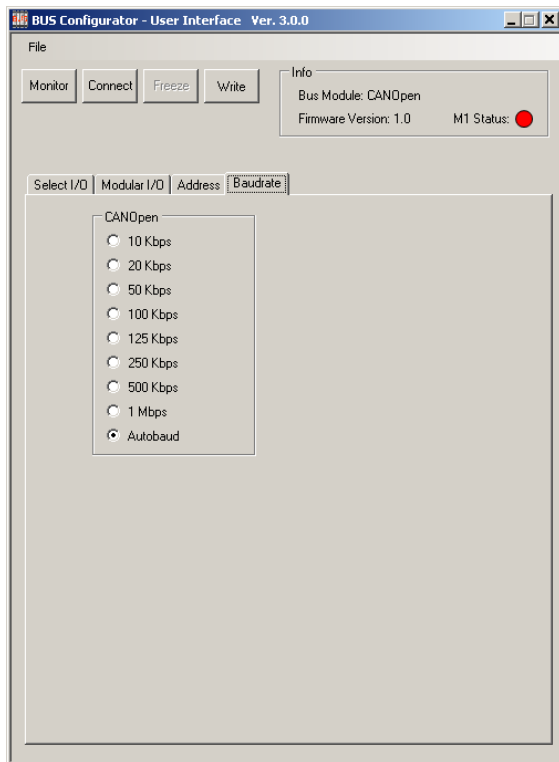 BUS Configurator - User Interface Ver. 3.0.0
File
Monitor Connect Freeze Write
Info
Bus Module: CANOpen
Firmware Version: 1.0 M1 Status:
Select I/O Modular I/O Address Baudrate
CANOpen
10 Kbps
20 Kbps
50 Kbps
100 Kbps
125 Kbps
250 Kbps
500 Kbps
1 Mbps
Autobaud